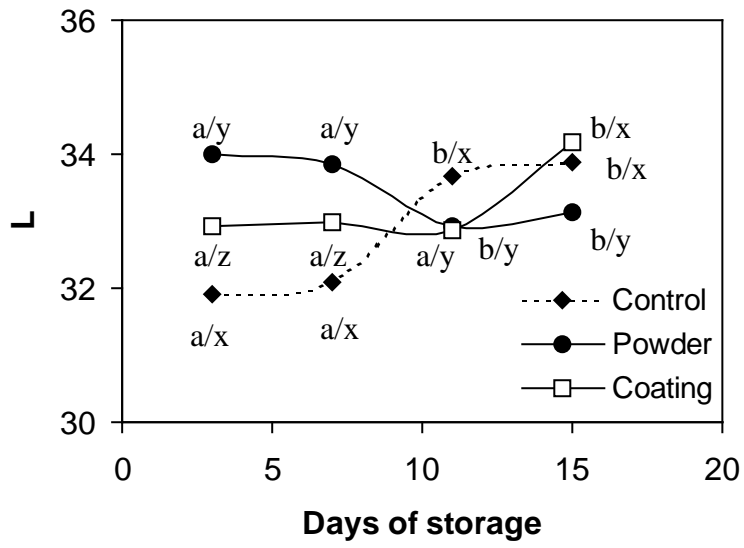 36
a/y
a/y
b/x
34
b/x
b/x
L
a/z
a/z
a/y
b/y
b/y
32
Control
a/x
a/x
Powder
Coating
30
0
5
10
15
20
Days of storage